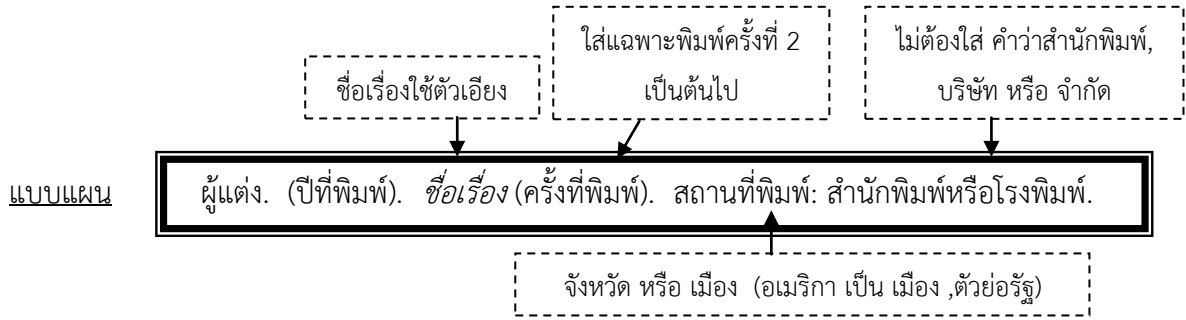 ใส่แฉพาะพิมพ์ครั้งที่ 2
เป็นต้นไป
ไม่ต้องใส่ คำว่าสำนักพิมพ์,
บริษัท หรือ จำกัด
ชื่อเรื่องใช้ตัวเอียง
แบบแผน
ผู้แต่ง. (ปีที่พิมพ์). ชื่อเรื่อง (ครั้งที่พิมพ์). สถานที่พิมพ์: สำนักพิมพ์หรือโรงพิมพ์.
จังหวัด หรือ เมือง (อเมริกา เป็น เมือง ,ตัวย่อรัฐ)